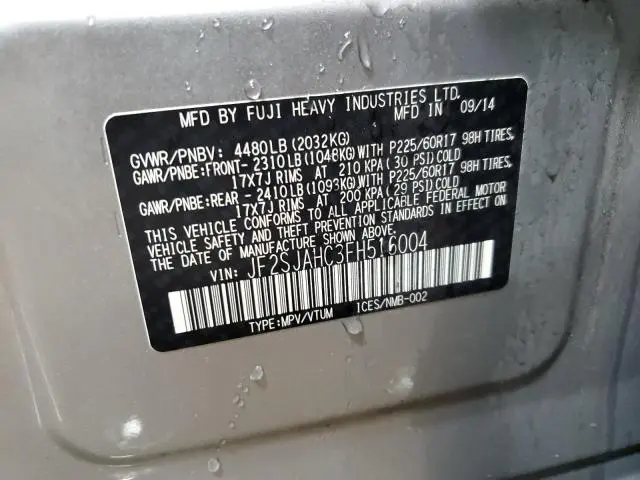 MFD BY FUJI HEAVY INDUSTRIES LTD.
MFD IN 09/14
GVWR/PNBV: 4480LB(2032KG)
GAWR/PNBE:FRONT- 2310LB(1048KG)WITH P225/60R17 98H TIRES,
17X7J RIMS AT 210 KPA(30 PSI)COLD
GAWR/PNBE:REAR - 2410LB(1093KG)WITH P225/60R17 98H TIRES,
17X7J RIMS AT 200 KPA(29 PSI)COLD
THIS VEHICLE CONFORMS TO ALL APPLICABLE FEDERAL MOTOR
VEHICLE SAFETY AND THEFT PREVENTION STANDARDS IN EFFECT ON
THE DATE OF MANUFACTURE SHOWN ABOVE.
VIN: JF2SJAHC3FH516004
TYPE:MPV/VTUM ICES/NMB-002